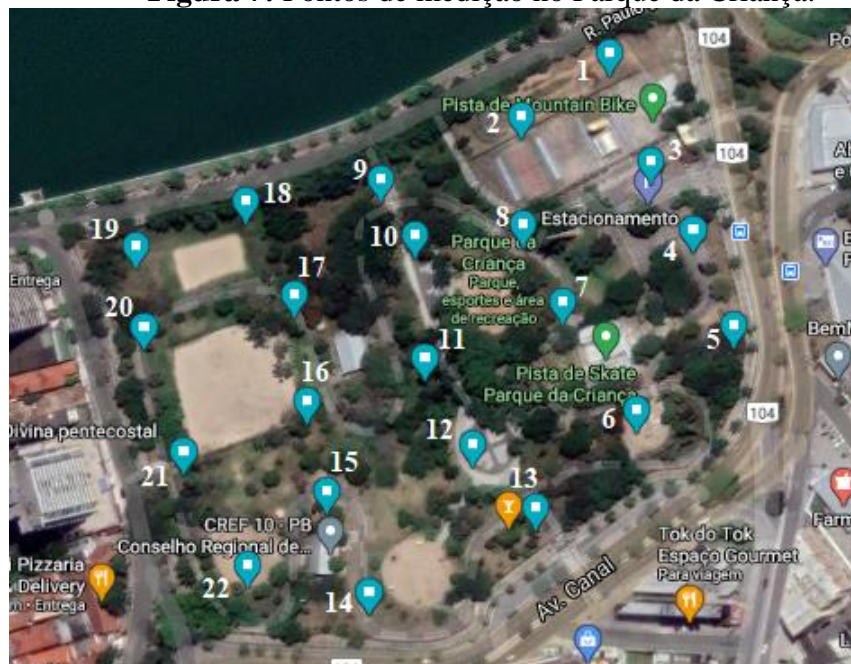 Figura 7: Pontos de medição no Parque da Criança.
R. Paulo
104
1
Pista de Mountain Bike
2
3
104
9
18
8
Estacionamento
10
4
19
Parque da
Criança
Parque,
esportes e área
de recreação
Entrega
17
7
20
5
11
BemM
Pista de Skate
Parque da Criança
16
6
104
12
Divina pentecostal
21
15
13
CREF 10 - PB
Conselho Regional de...
Farm
Tok do Tok
Espaço Gourmet
Para viagem
Pizzaria
Delivery
Entrega
22
14
Av. Canal
104